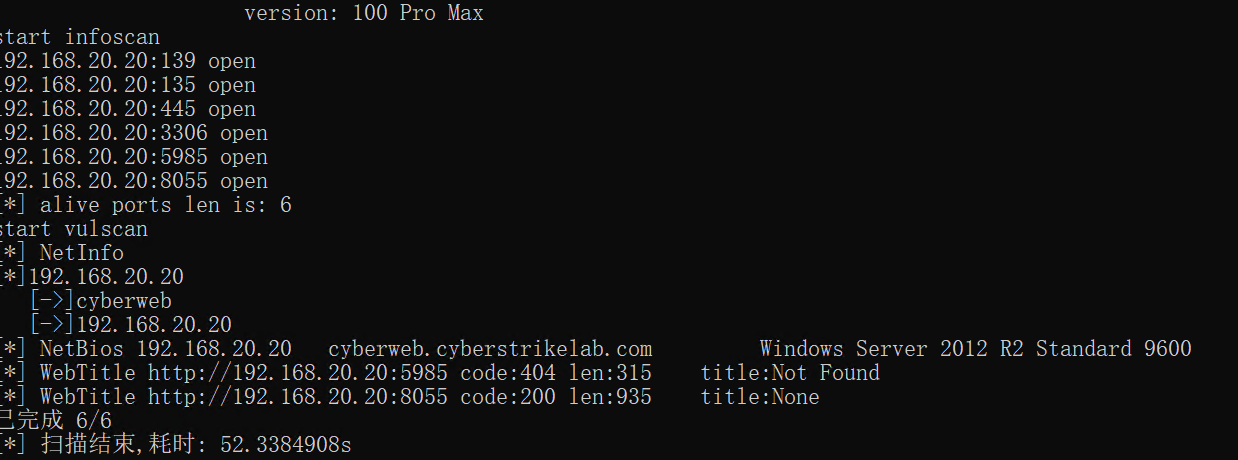 version: 100 Pro Max
start infoscan
192.168.20.20:139 open
192.168.20.20:135 open
192.168.20.20:445 open
192.168.20.20:3306 open
192.168.20.20:5985 open
192.168.20.20:8055 open
[*] alive ports len is: 6
start vulscan
[*] NetInfo
[*]192.168.20.20
[->]cyberweb
[->]192.168.20.20
[*] NetBios 192.168.20.20 cyberweb.cyberstrikelab.com Windows Server 2012 R2 Standard 9600
[*] WebTitle http://192.168.20.20:5985 code:404 len:315 title:Not Found
[*] WebTitle http://192.168.20.20:8055 code:200 len:935 title:None
已完成 6/6
[*] 扫描结束,耗时: 52.3384908s